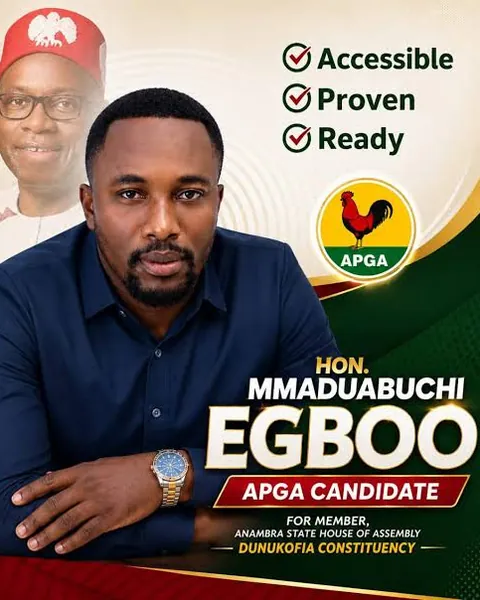 Accessible
Proven
Ready
APGA
HON.
MMADUABUCHI
EGBOO
APGA CANDIDATE
FOR MEMBER,
ANAMBRA STATE HOUSE OF ASSEMBLY
DUNUKOFIA CONSTITUENCY